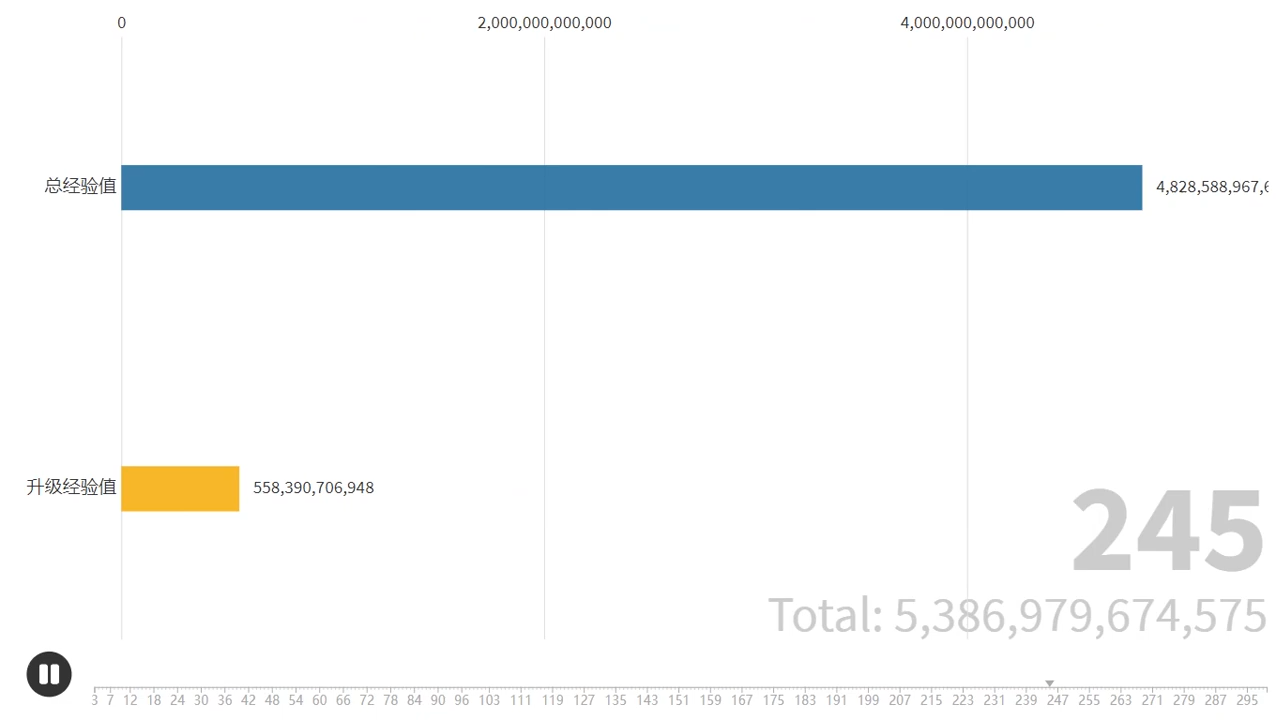 0 2,000,000,000,000 4,000,000,000,000
总经验值 4,828,588,967,6
升级经验值 558,390,706,948
245
Total: 5,386,979,674,575
3 7 12 18 24 30 36 42 48 54 60 66 72 78 84 90 96 103 111 119 127 135 143 151 159 167 175 183 191 199 207 215 223 231 239 247 255 263 271 279 287 295